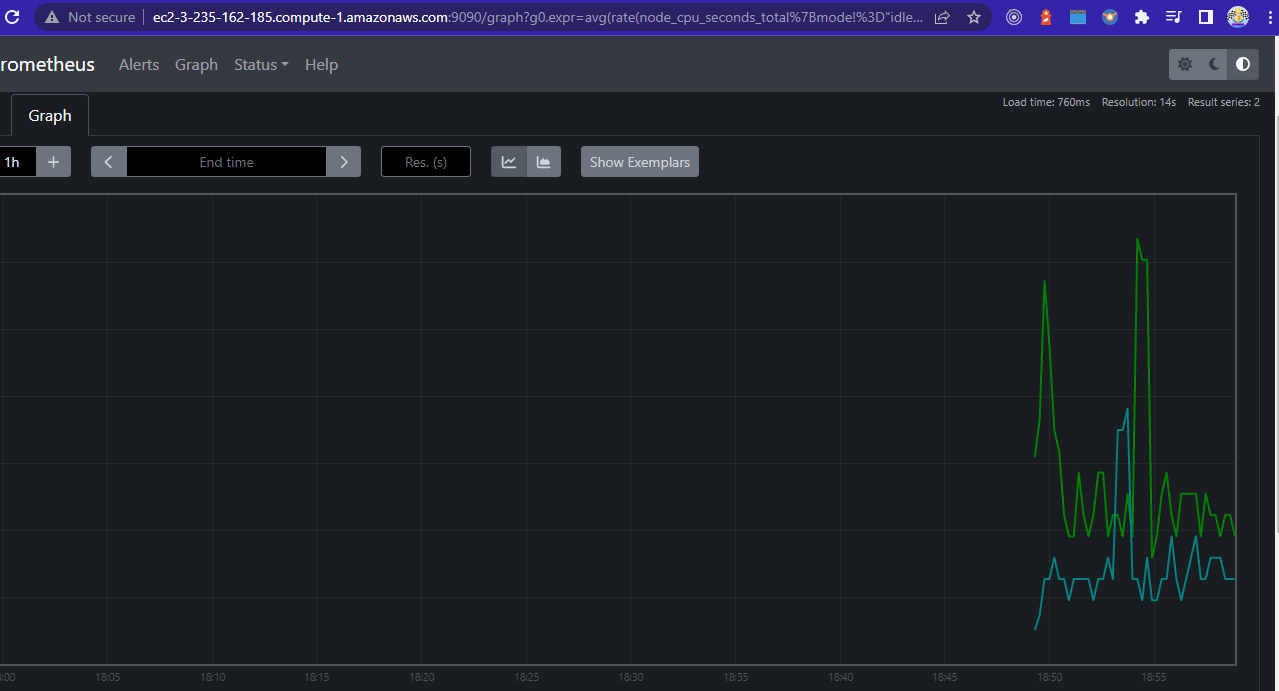 Not secure ec2-3-235-162-185.compute-1.amazonaws.com:9090/graph?g0.expr=avg(rate(node_cpu_seconds_total%7Bmode!%3D"idle...
rometheus Alerts Graph Status Help
Graph
Load time: 760ms Resolution: 14s Result series: 2
1h + End time Res. (s) Show Exemplars
:00 18:05 18:10 18:15 18:20 18:25 18:30 18:35 18:40 18:45 18:50 18:55